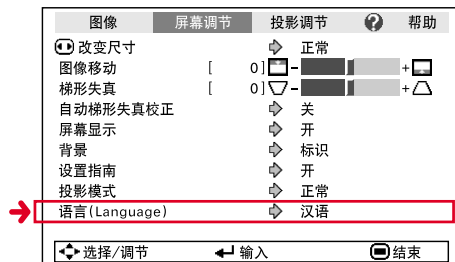 图像 屏幕调节 投影调节 ? 帮助
改变尺寸 正常
图像移动 [ 0] - +
梯形失真 [ 0] - +
自动梯形失真校正 关
屏幕显示 开
背景 标识
设置指南 开
投影模式 正常
语言(Language) 汉语
选择/调节 输入 结束